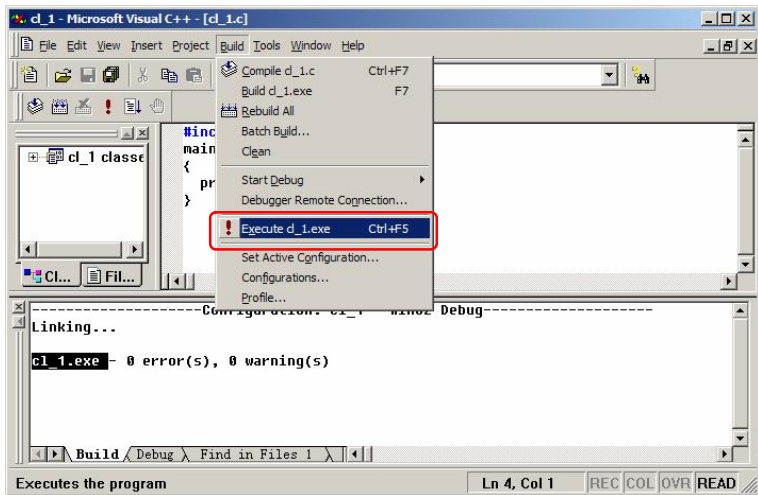 cl_1 - Microsoft Visual C++ - [cl_1.c]
File Edit View Insert Project Build Tools Window Help
Compile cl_1.c Ctrl+F7
Build cl_1.exe F7
Rebuild All
Batch Build...
Clean
Start Debug
Debugger Remote Connection...
Execute cl_1.exe Ctrl+F5
Set Active Configuration...
Configurations...
Profile...
cl_1 classe
#inc
main
{
pr
}
Cl... Fil...
--------------------Configuration: cl_1 - Win32 Debug--------------------
Linking...
cl_1.exe - 0 error(s), 0 warning(s)
Build Debug Find in Files 1
Executes the program Ln 4, Col 1 REC COL OVR READ